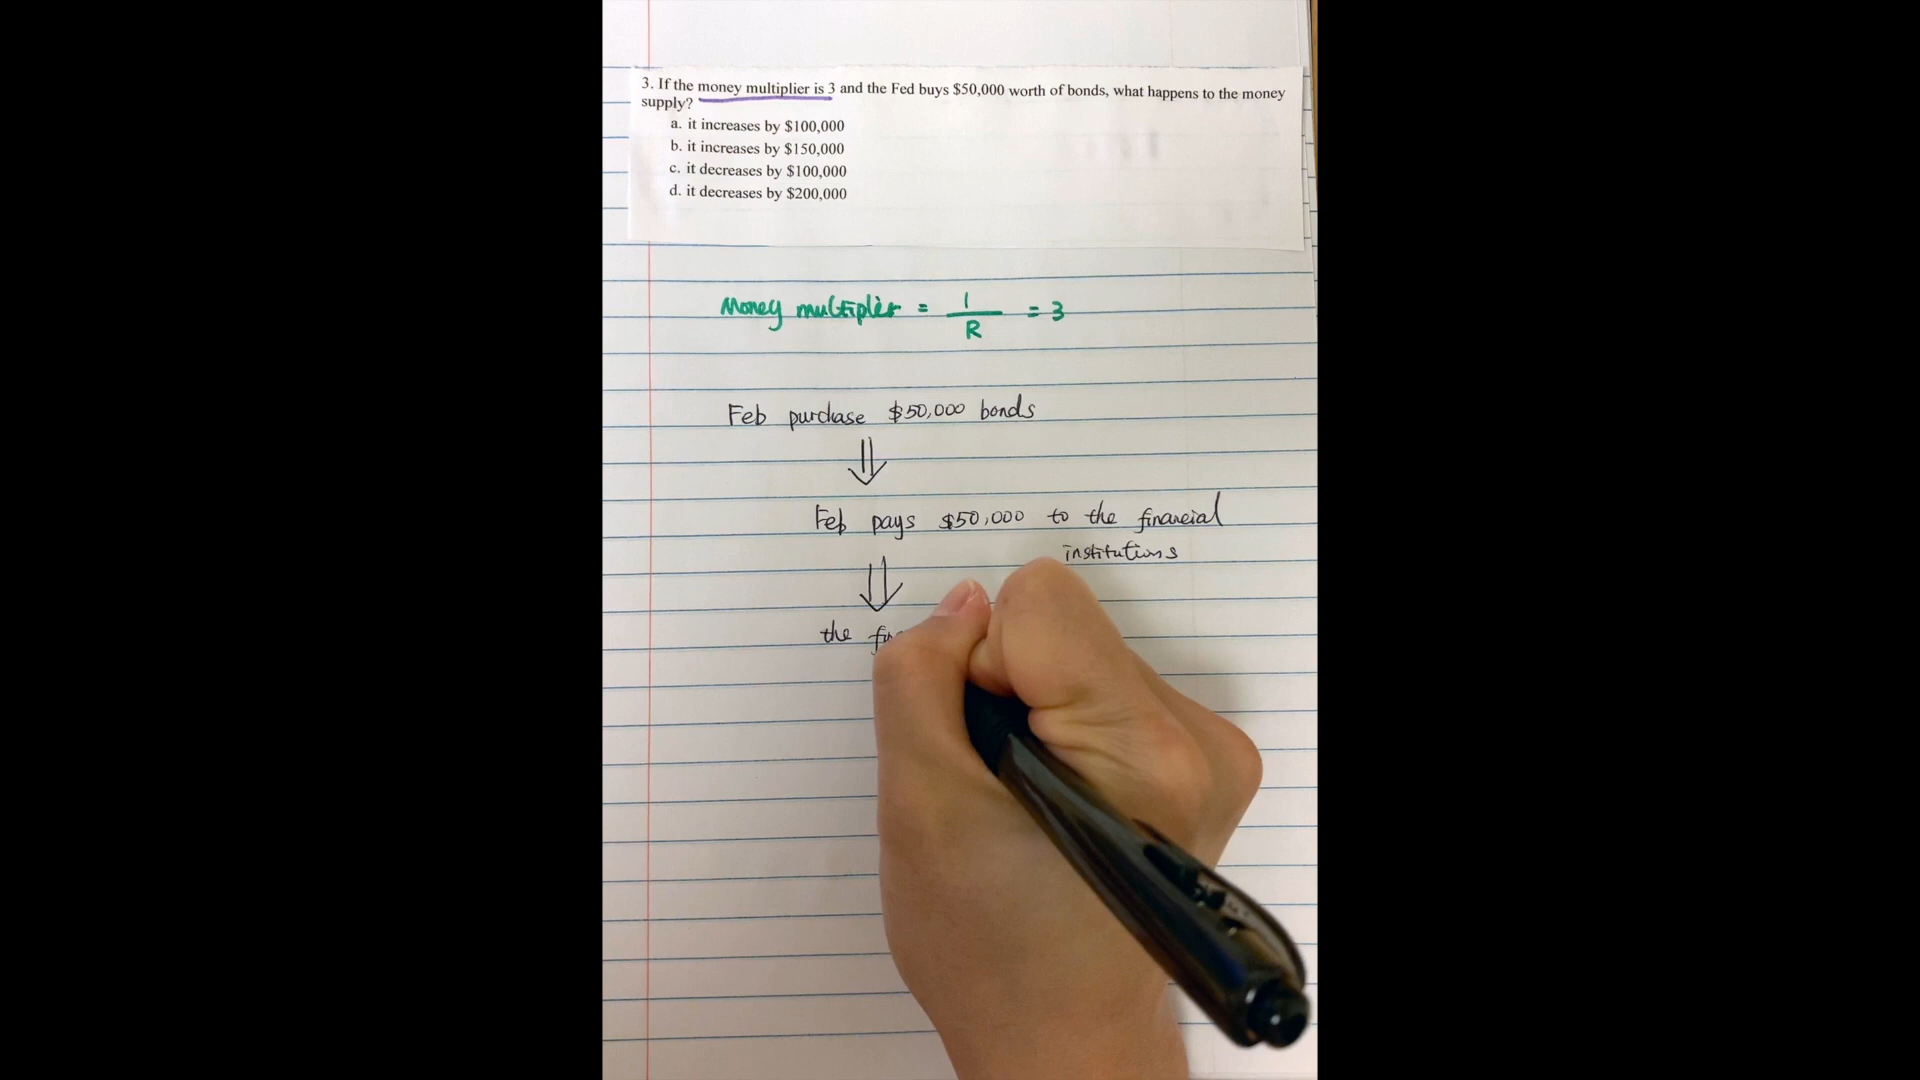 3. If the money multiplier is 3 and the Fed buys $50,000 worth of bonds, what happens to the money
supply?
a. it increases by $100,000
b. it increases by $150,000
c. it decreases by $100,000
d. it decreases by $200,000
Money multiplier = 1/R = 3
Feb purchase $50,000 bonds
Feb pays $50,000 to the financial
institutions
the